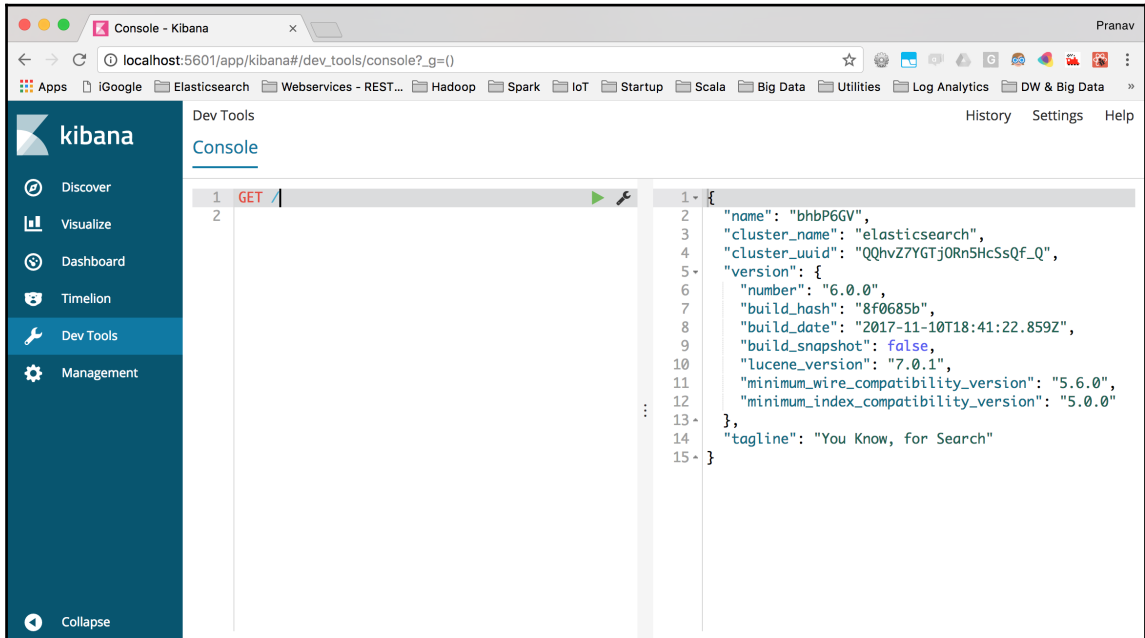 Console - Kibana
Pranav
localhost:5601/app/kibana#/dev_tools/console?_g=()
Apps iGoogle Elasticsearch Webservices - REST... Hadoop Spark IoT Startup Scala Big Data Utilities Log Analytics DW & Big Data »
kibana
Discover
Visualize
Dashboard
Timelion
Dev Tools
Management
Collapse
Dev Tools
History Settings Help
Console
1 GET /
2
1 {
2 "name": "bhbP6GV",
3 "cluster_name": "elasticsearch",
4 "cluster_uuid": "QQhvZ7YGTjORn5HcSsQf_Q",
5 "version": {
6 "number": "6.0.0",
7 "build_hash": "8f0685b",
8 "build_date": "2017-11-10T18:41:22.859Z",
9 "build_snapshot": false,
10 "lucene_version": "7.0.1",
11 "minimum_wire_compatibility_version": "5.6.0",
12 "minimum_index_compatibility_version": "5.0.0"
13 },
14 "tagline": "You Know, for Search"
15 }